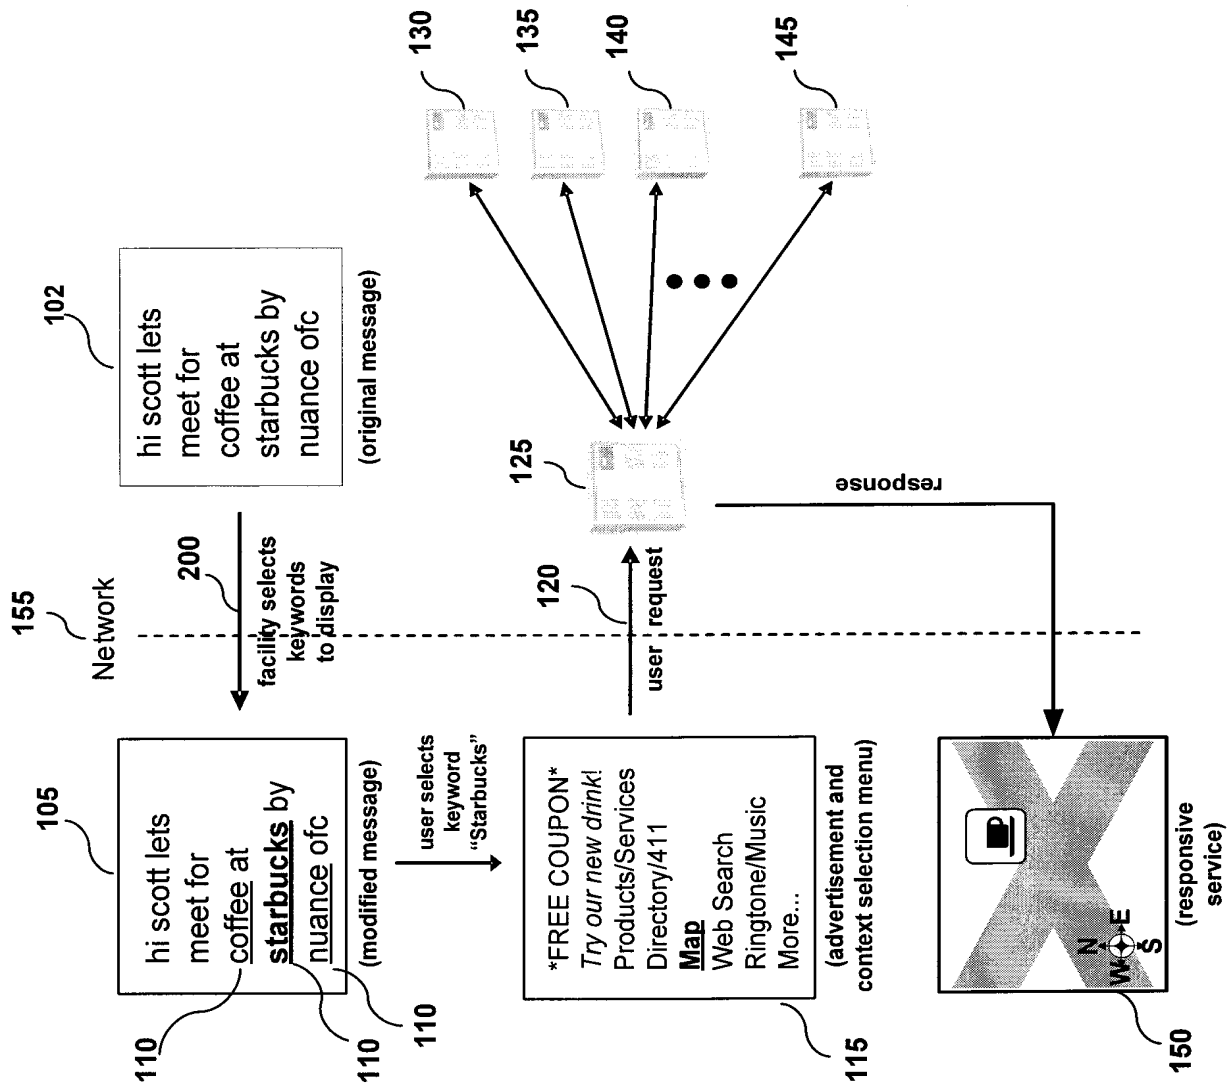 155
Network
105
200
102
hi scott lets
meet for
coffee at
starbucks by
nuance ofc
(modified message)
110
110
110
facility selects
keywords
to display
hi scott lets
meet for
coffee at
starbucks by
nuance ofc
(original message)
user selects
keyword
"Starbucks"
*FREE COUPON*
Try our new drink!
Products/Services
Directory/411
Map
Web Search
Ringtone/Music
More...
(advertisement and
context selection menu)
115
user request
120
125
130
135
140
145
response
N
W E
S
(responsive
service)
150